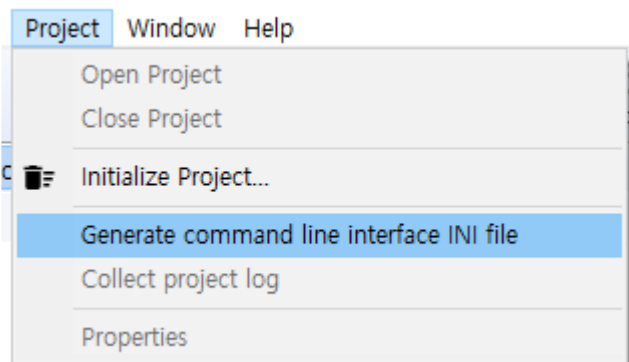 Project Window Help
Open Project
Close Project
Initialize Project...
Generate command line interface INI file
Collect project log
Properties